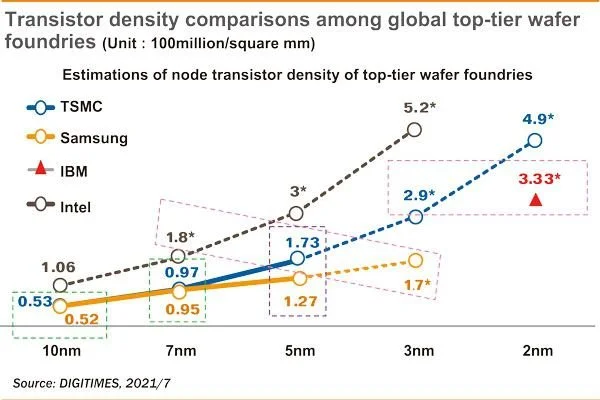 Transistor density comparisons among global top-tier wafer
foundries (Unit : 100million/square mm)
Estimations of node transistor density of top-tier wafer foundries
TSMC
Samsung
IBM
Intel
5.2*
4.9*
3.33*
3*
2.9*
1.8*
1.73
1.7*
1.06
0.97
0.95
1.27
0.53
0.52
10nm 7nm 5nm 3nm 2nm
Source: DIGITIMES, 2021/7